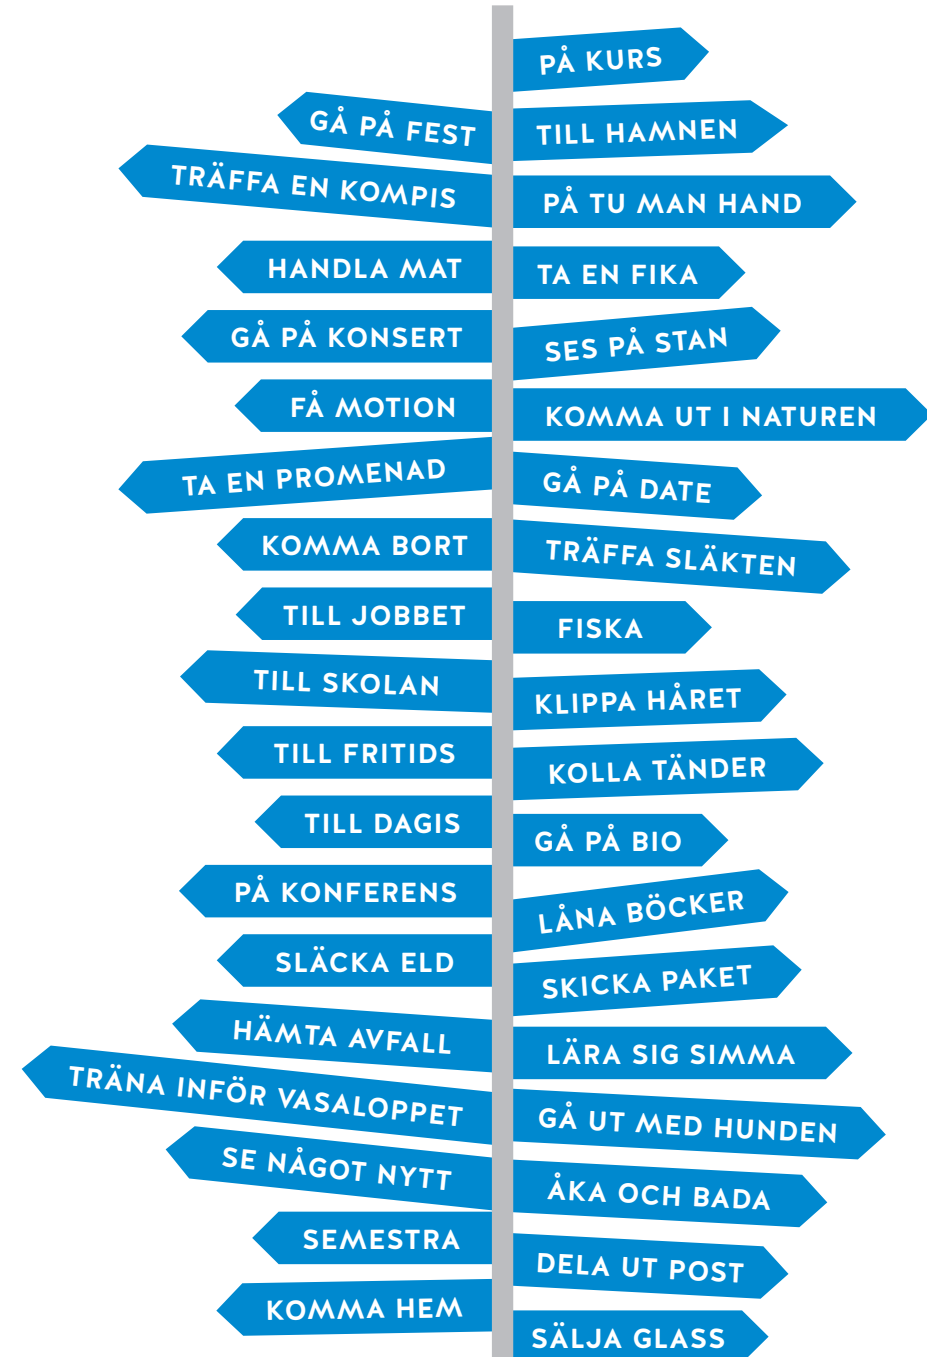 PÅ KURS
GÅ PÅ FEST
TILL HAMNEN
TRÄFFA EN KOMPIS
PÅ TU MAN HAND
HANDLA MAT
TA EN FIKA
GÅ PÅ KONSERT
SES PÅ STAN
FÅ MOTION
KOMMA UT I NATUREN
TA EN PROMENAD
GÅ PÅ DATE
KOMMA BORT
TRÄFFA SLÄKTEN
TILL JOBBET
FISKA
TILL SKOLAN
KLIPPA HÅRET
TILL FRITIDS
KOLLA TÄNDER
TILL DAGIS
GÅ PÅ BIO
PÅ KONFERENS
LÅNA BÖCKER
SLÄCKA ELD
SKICKA PAKET
HÄMTA AVFALL
LÄRA SIG SIMMA
TRÄNA INFÖR VASALOPPET
GÅ UT MED HUNDEN
SE NÅGOT NYTT
ÅKA OCH BADA
SEMESTRA
DELA UT POST
KOMMA HEM
SÄLJA GLASS